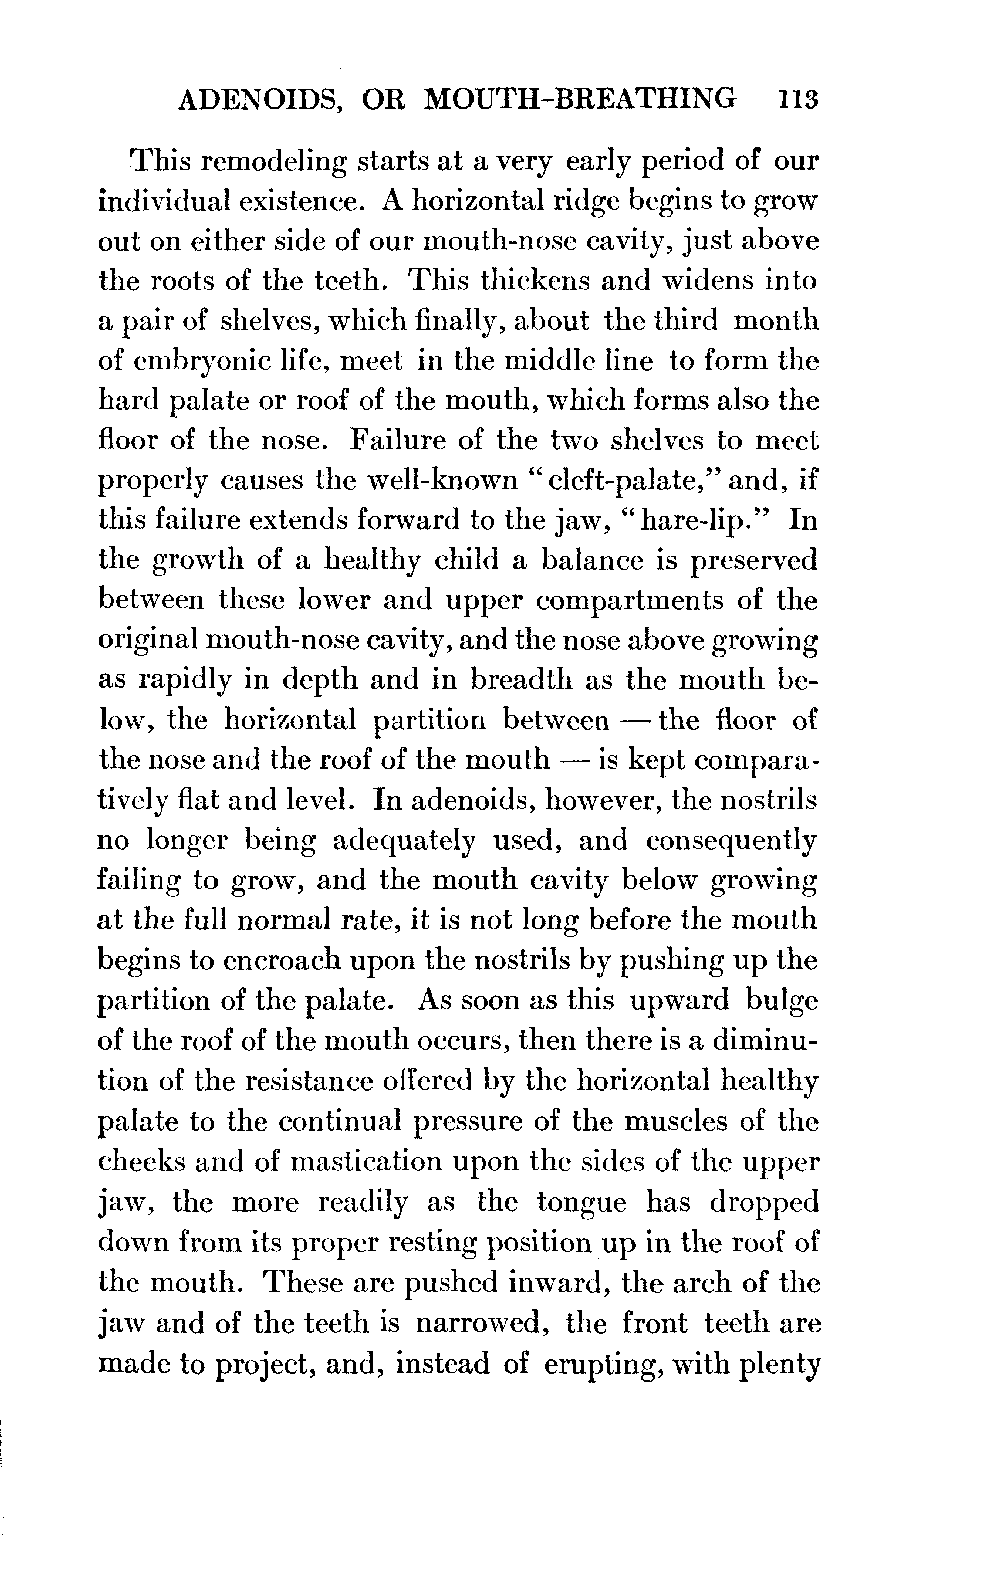 ADENOIDS, OR MOUTH-BREATHING 113
This remodeling starts at a very early period of our
individual existence. A horizontal ridge begins to grow
out on either side of our mouth-nose cavity, just above
the roots of the teeth. This thickens and widens into
a pair of shelves, which finally, about the third month
of embryonic life, meet in the middle line to form the
hard palate or roof of the mouth, which forms also the
floor of the nose. Failure of the two shelves to meet
properly causes the well-known “cleft-palate,” and, if
this failure extends forward to the jaw, “hare-lip.” In
the growth of a healthy child a balance is preserved
between these lower and upper compartments of the
original mouth-nose cavity, and the nose above growing
as rapidly in depth and in breadth as the mouth be-
low, the horizontal partition between — the floor of
the nose and the roof of the mouth — is kept compara-
tively flat and level. In adenoids, however, the nostrils
no longer being adequately used, and consequently
failing to grow, and the mouth cavity below growing
at the full normal rate, it is not long before the mouth
begins to encroach upon the nostrils by pushing up the
partition of the palate. As soon as this upward bulge
of the roof of the mouth occurs, then there is a diminu-
tion of the resistance offered by the horizontal healthy
palate to the continual pressure of the muscles of the
cheeks and of mastication upon the sides of the upper
jaw, the more readily as the tongue has dropped
down from its proper resting position up in the roof of
the mouth. These are pushed inward, the arch of the
jaw and of the teeth is narrowed, the front teeth are
made to project, and, instead of erupting, with plenty